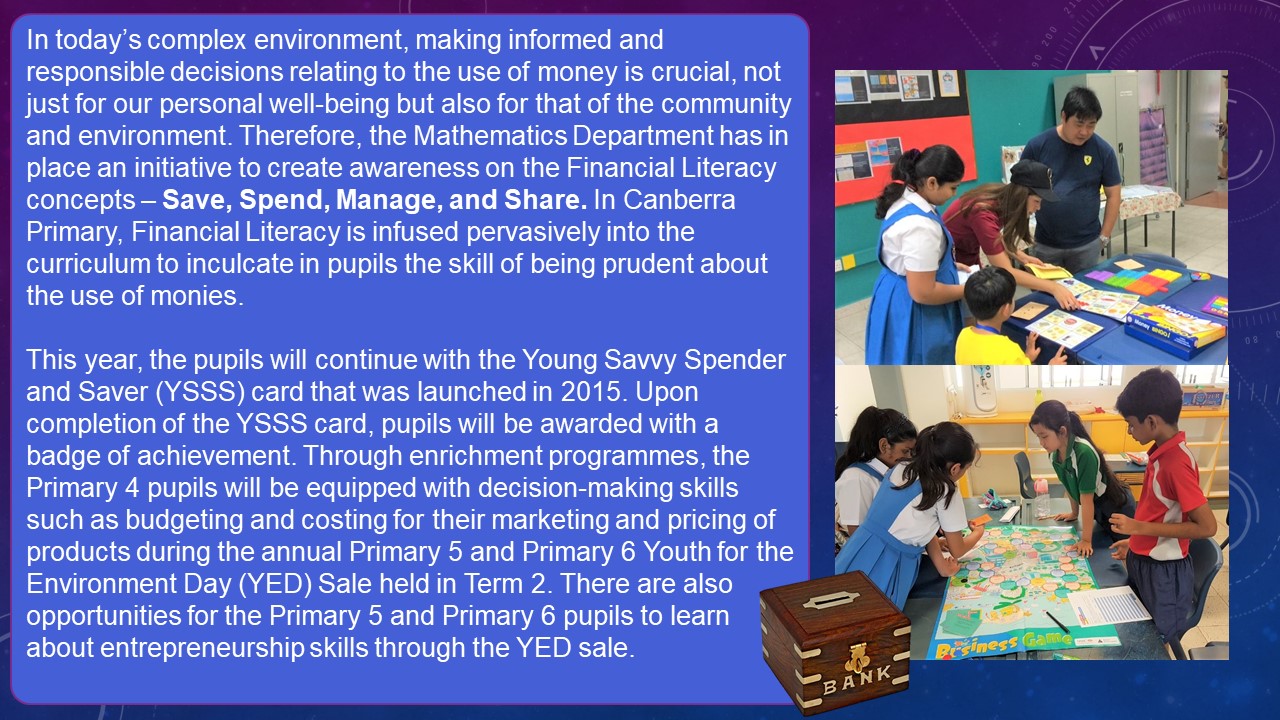 In today’s complex environment, making informed and
responsible decisions relating to the use of money is crucial, not
just for our personal well-being but also for that of the community
and environment. Therefore, the Mathematics Department has in
place an initiative to create awareness on the Financial Literacy
concepts – Save, Spend, Manage, and Share. In Canberra
Primary, Financial Literacy is infused pervasively into the
curriculum to inculcate in pupils the skill of being prudent about
the use of monies.
This year, the pupils will continue with the Young Savvy Spender
and Saver (YSSS) card that was launched in 2015. Upon
completion of the YSSS card, pupils will be awarded with a
badge of achievement. Through enrichment programmes, the
Primary 4 pupils will be equipped with decision-making skills
such as budgeting and costing for their marketing and pricing of
products during the annual Primary 5 and Primary 6 Youth for the
Environment Day (YED) Sale held in Term 2. There are also
opportunities for the Primary 5 and Primary 6 pupils to learn
about entrepreneurship skills through the YED sale.
BANK
Business Game